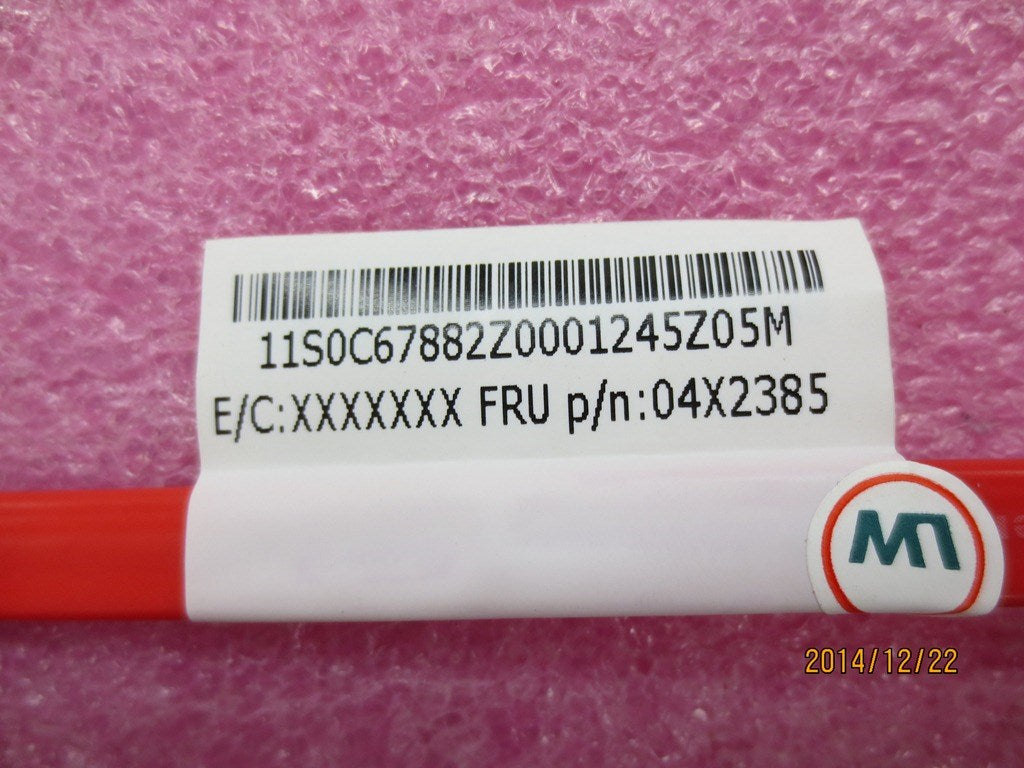 11S0C67882Z0001245Z05M
E/C:XXXXXXX FRU p/n:04X2385
2014/12/22